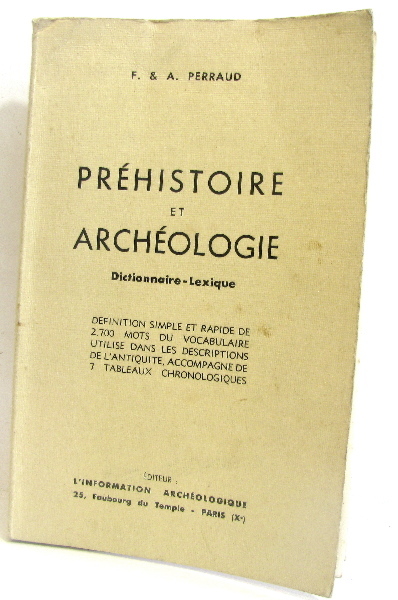 F. & A. PERRAUD
PRÉHISTOIRE
ET
ARCHÉOLOGIE
Dictionnaire-Lexique
DEFINITION SIMPLE ET RAPIDE DE
2.700 MOTS DU VOCABULAIRE
UTILISE DANS LES DESCRIPTIONS
DE L'ANTIQUITE, ACCOMPAGNE DE
7 TABLEAUX CHRONOLOGIQUES
ÉDITEUR :
L'INFORMATION ARCHÉOLOGIQUE
25, Faubourg du Temple - PARIS (Xe)